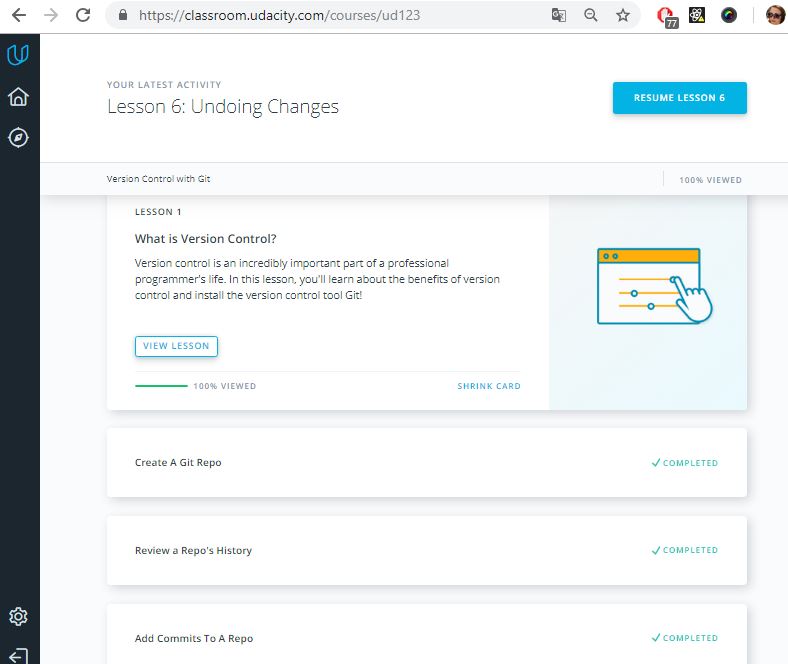 https://classroom.udacity.com/courses/ud123
77
YOUR LATEST ACTIVITY
Lesson 6: Undoing Changes
RESUME LESSON 6
Version Control with Git
100% VIEWED
LESSON 1
What is Version Control?
Version control is an incredibly important part of a professional
programmer's life. In this lesson, you'll learn about the benefits of version
control and install the version control tool Git!
VIEW LESSON
100% VIEWED
SHRINK CARD
Create A Git Repo
COMPLETED
Review a Repo's History
COMPLETED
Add Commits To A Repo
COMPLETED